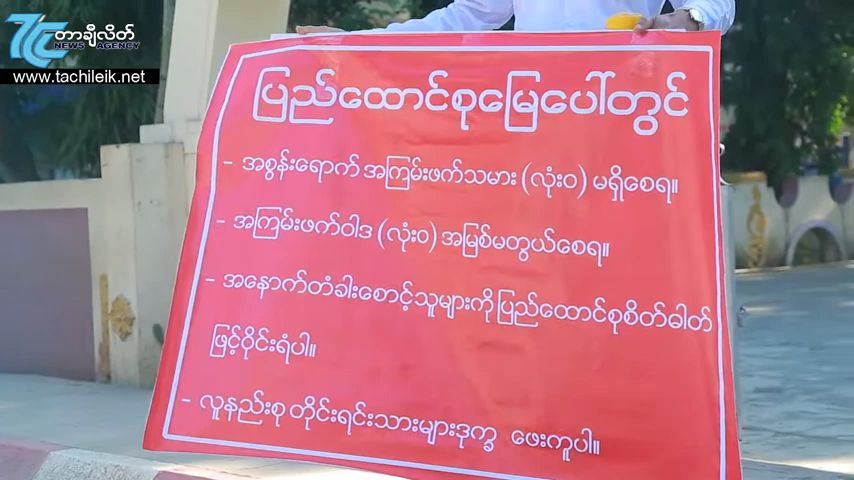 တာချီလိတ်
NEWS AGENCY
www.tachileik.net
ပြည်ထောင်စုမြေပေါ်တွင်
- အစွန်းရောက် အကြမ်းဖက်သမား (လုံးဝ) မရှိစေရ။
- အကြမ်းဖက်ဝါဒ (လုံးဝ) အမြစ်မတွယ်စေရ။
- အနောက်တံခါးစောင့်သူများကို ပြည်ထောင်စုစိတ်ဓါတ်
ဖြင့်ဝိုင်းရံပါ။
- လူနည်းစု တိုင်းရင်းသားများဒုက္ခ ဖေးကူပါ။